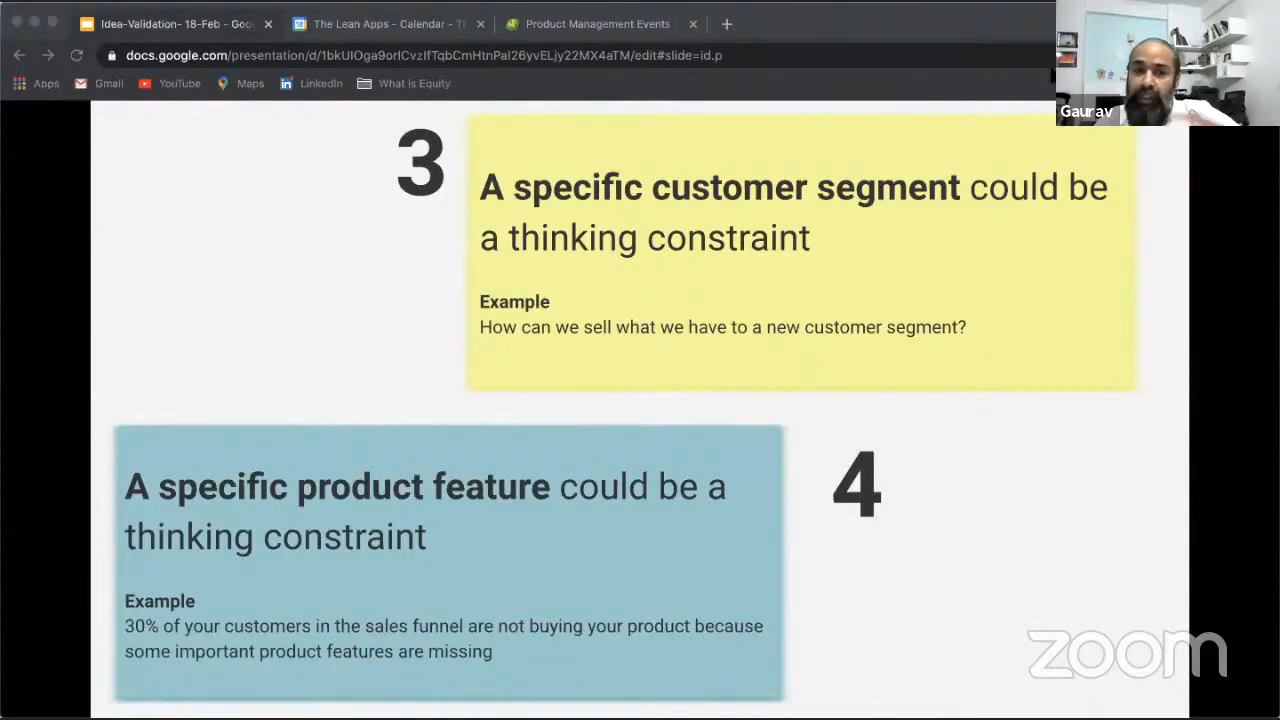 Idea-Validation- 18-Feb - Goo
The Lean Apps - Calendar - T
Product Management Events
docs.google.com/presentation/d/1bkUIOga9orlCvzIfTqbCmHtnPaI26yvELjy22MX4aTM/edit#slide=id.p
Apps
Gmail
YouTube
Maps
LinkedIn
What is Equity
Gaurav
3
A specific customer segment could be
a thinking constraint
Example
How can we sell what we have to a new customer segment?
A specific product feature could be a
thinking constraint
4
Example
30% of your customers in the sales funnel are not buying your product because
some important product features are missing
zoom